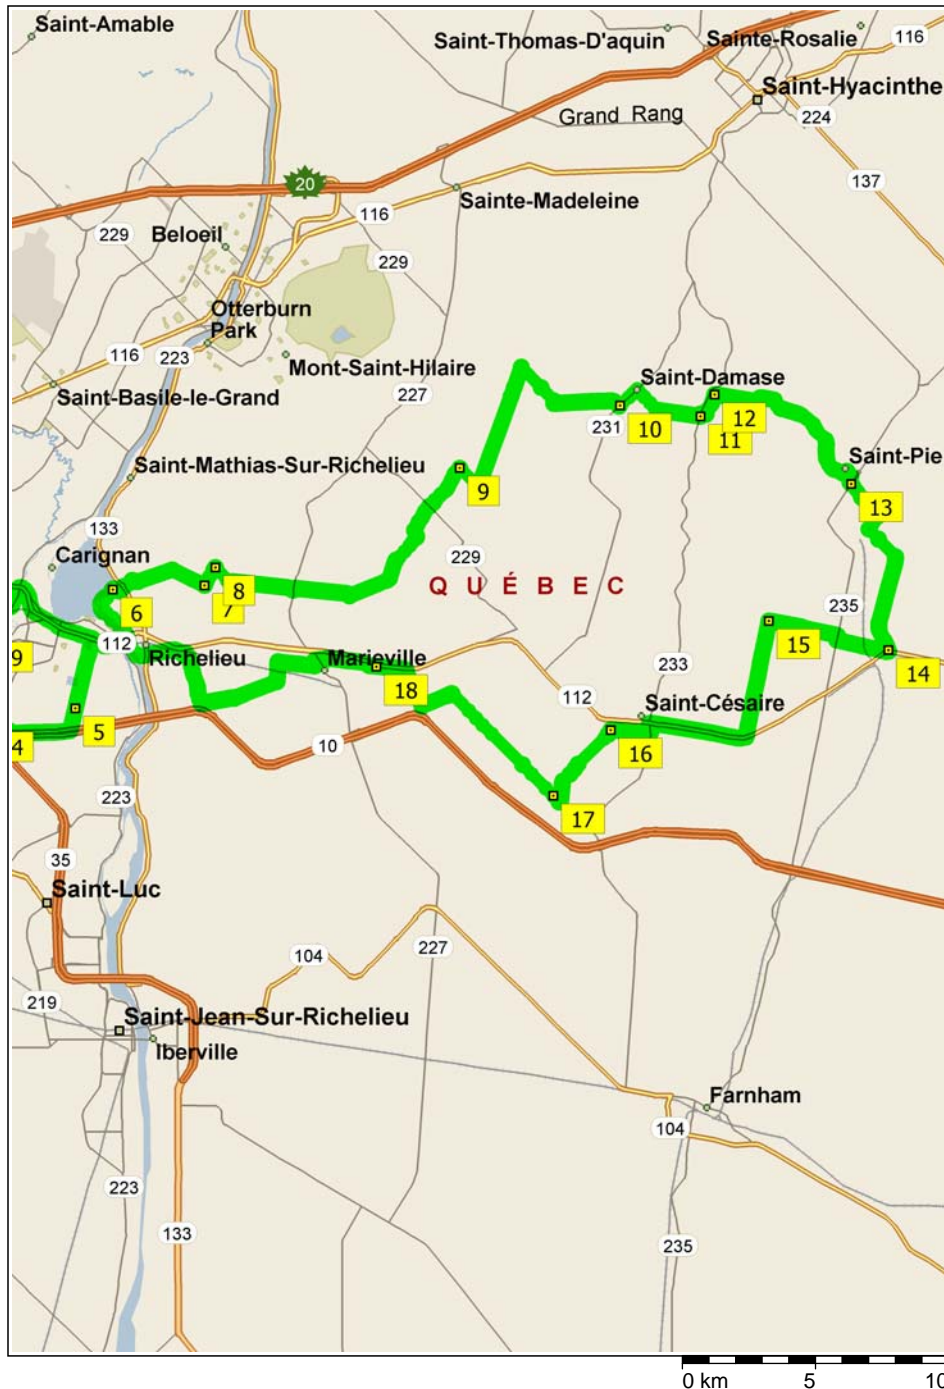 Saint-Amable
Saint-Thomas-D'aquin
Sainte-Rosalie
116
Saint-Hyacinthe
Grand Rang
224
20
137
Sainte-Madeleine
116
229
Beloeil
229
Otterburn
Park
116
223
Mont-Saint-Hilaire
Saint-Damase
Saint-Basile-le-Grand
227
12
231
10
11
Saint-Mathias-Sur-Richelieu
Saint-Pie
9
13
133
Carignan
229
QUÉBEC
8
7
6
235
15
112
9
Richelieu
Marieville
233
14
18
112
Saint-Césaire
5
4
10
16
223
17
35
Saint-Luc
104
227
219
Saint-Jean-Sur-Richelieu
Iberville
Farnham
104
223
133
235
0 km
5
10